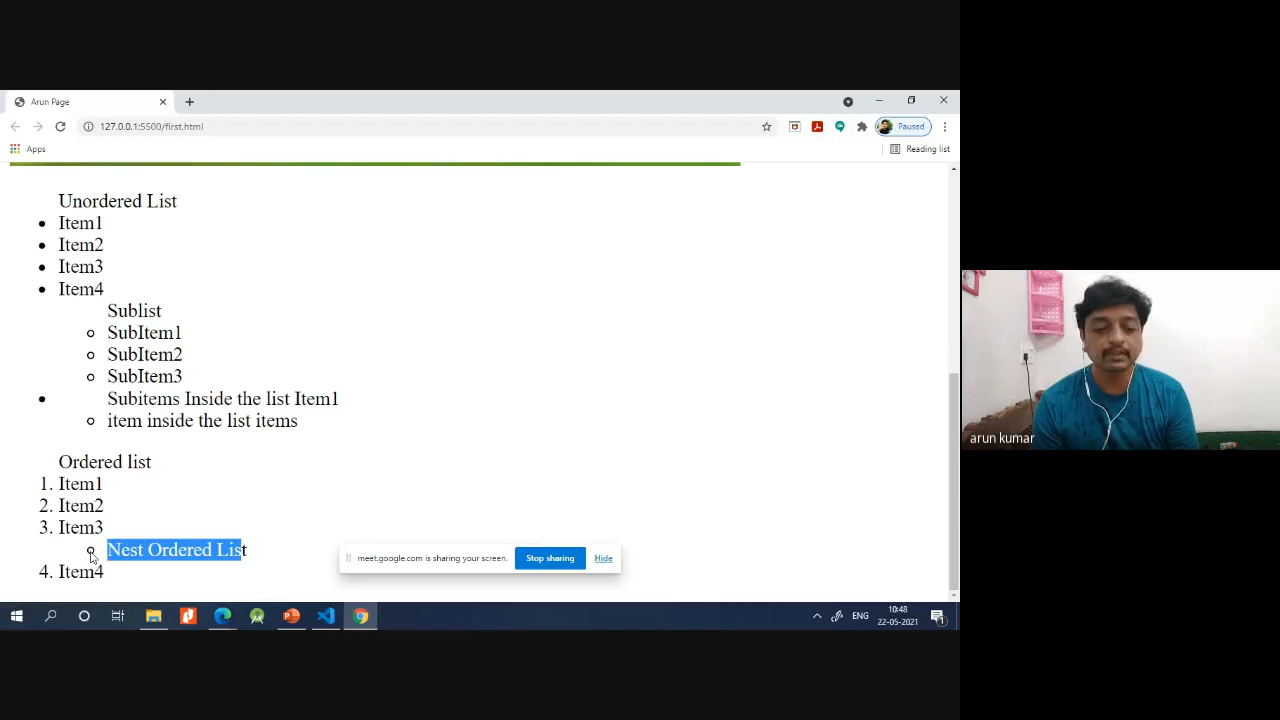 Arun Page
127.0.0.1:5500/first.html
Paused
Apps
Reading list
Unordered List
Item1
Item2
Item3
Item4
Sublist
SubItem1
SubItem2
SubItem3
Subitems Inside the list Item1
item inside the list items
Ordered list
1. Item1
2. Item2
3. Item3
Nest Ordered List
4. Item4
meet.google.com is sharing your screen.
Stop sharing
Hide
arun kumar
ENG
10:48
22-05-2021
1